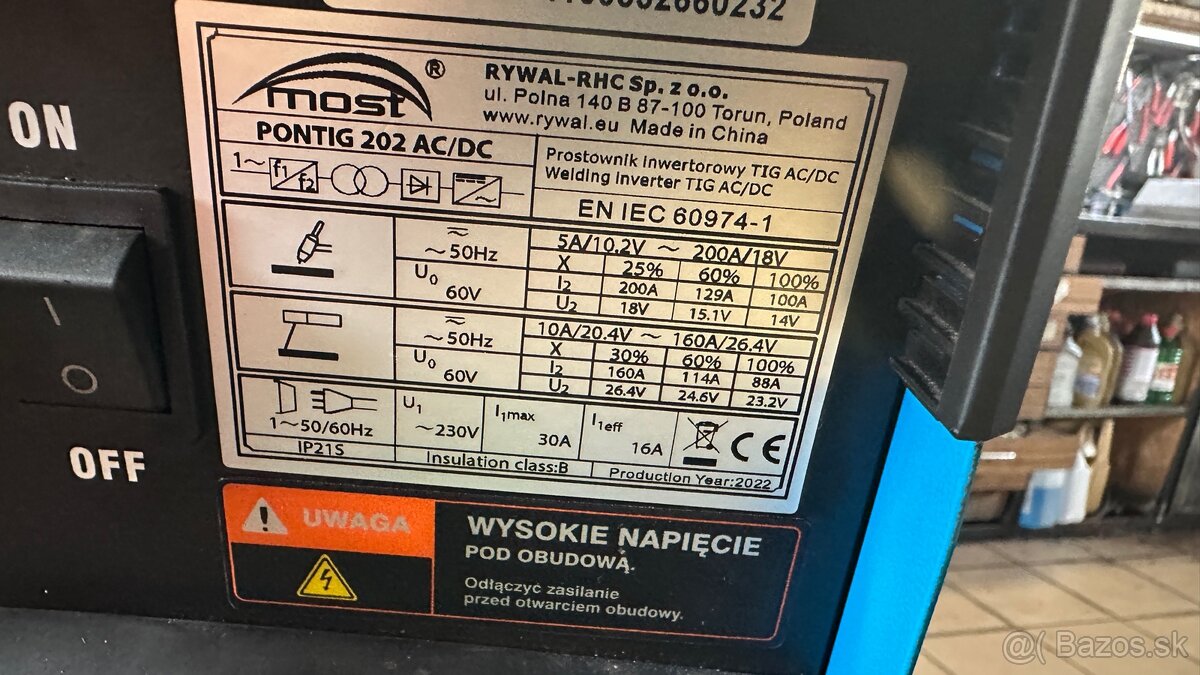 ON
I
O
OFF
most®
RYWAL-RHC Sp. z o.o.
ul. Polna 140 B 87-100 Torun, Poland
www.rywal.eu Made in China
PONTIG 202 AC/DC
1~ f1 f2
Prostownik inwertorowy TIG AC/DC
Welding inverter TIG AC/DC
EN IEC 60974-1
~50Hz
U0 60V
5A/10.2V ~ 200A/18V
X 25% 60% 100%
I2 200A 129A 100A
U2 18V 15.1V 14V
~50Hz
U0 60V
10A/20.4V ~ 160A/26.4V
X 30% 60% 100%
I2 160A 114A 88A
U2 26.4V 24.6V 23.2V
1~50/60Hz
U1 ~230V
I1max 30A
I1eff 16A
CE
IP21S
Insulation class:B
Production Year:2022
UWAGA
WYSOKIE NAPIĘCIE
POD OBUDOWĄ.
Odłączyć zasilanie
przed otwarciem obudowy.
@( Bazos.sk